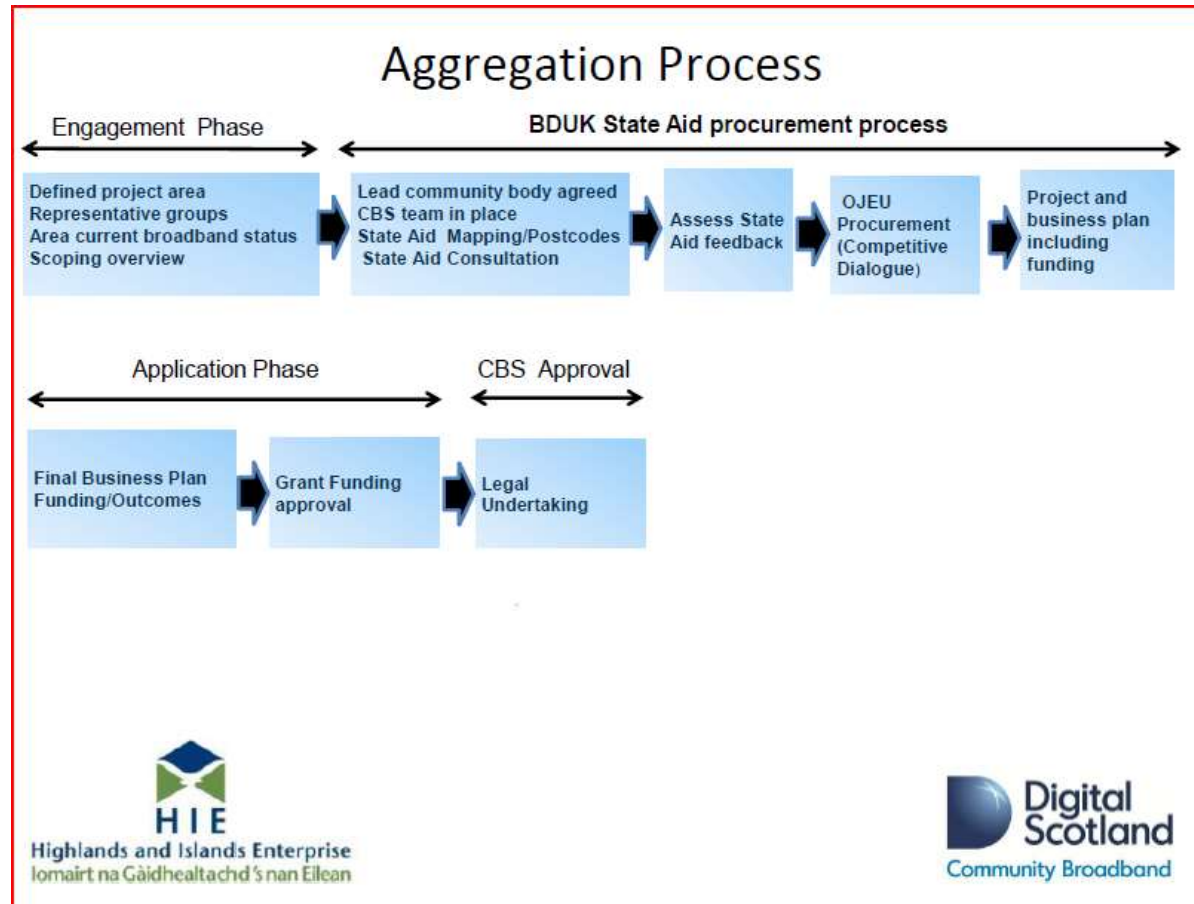 Aggregation Process
Engagement Phase
BDUK State Aid procurement process
Defined project area
Representative groups
Area current broadband status
Scoping overview
Lead community body agreed
CBS team in place
State Aid Mapping/Postcodes
State Aid Consultation
Assess State
Aid feedback
OJEU
Procurement
(Competitive
Dialogue)
Project and
business plan
including
funding
Application Phase
CBS Approval
Final Business Plan
Funding/Outcomes
Grant Funding
approval
Legal
Undertaking
HIE
Highlands and Islands Enterprise
Iomairt na Gàidhealtachd 's nan Eilean
Digital
Scotland
Community Broadband